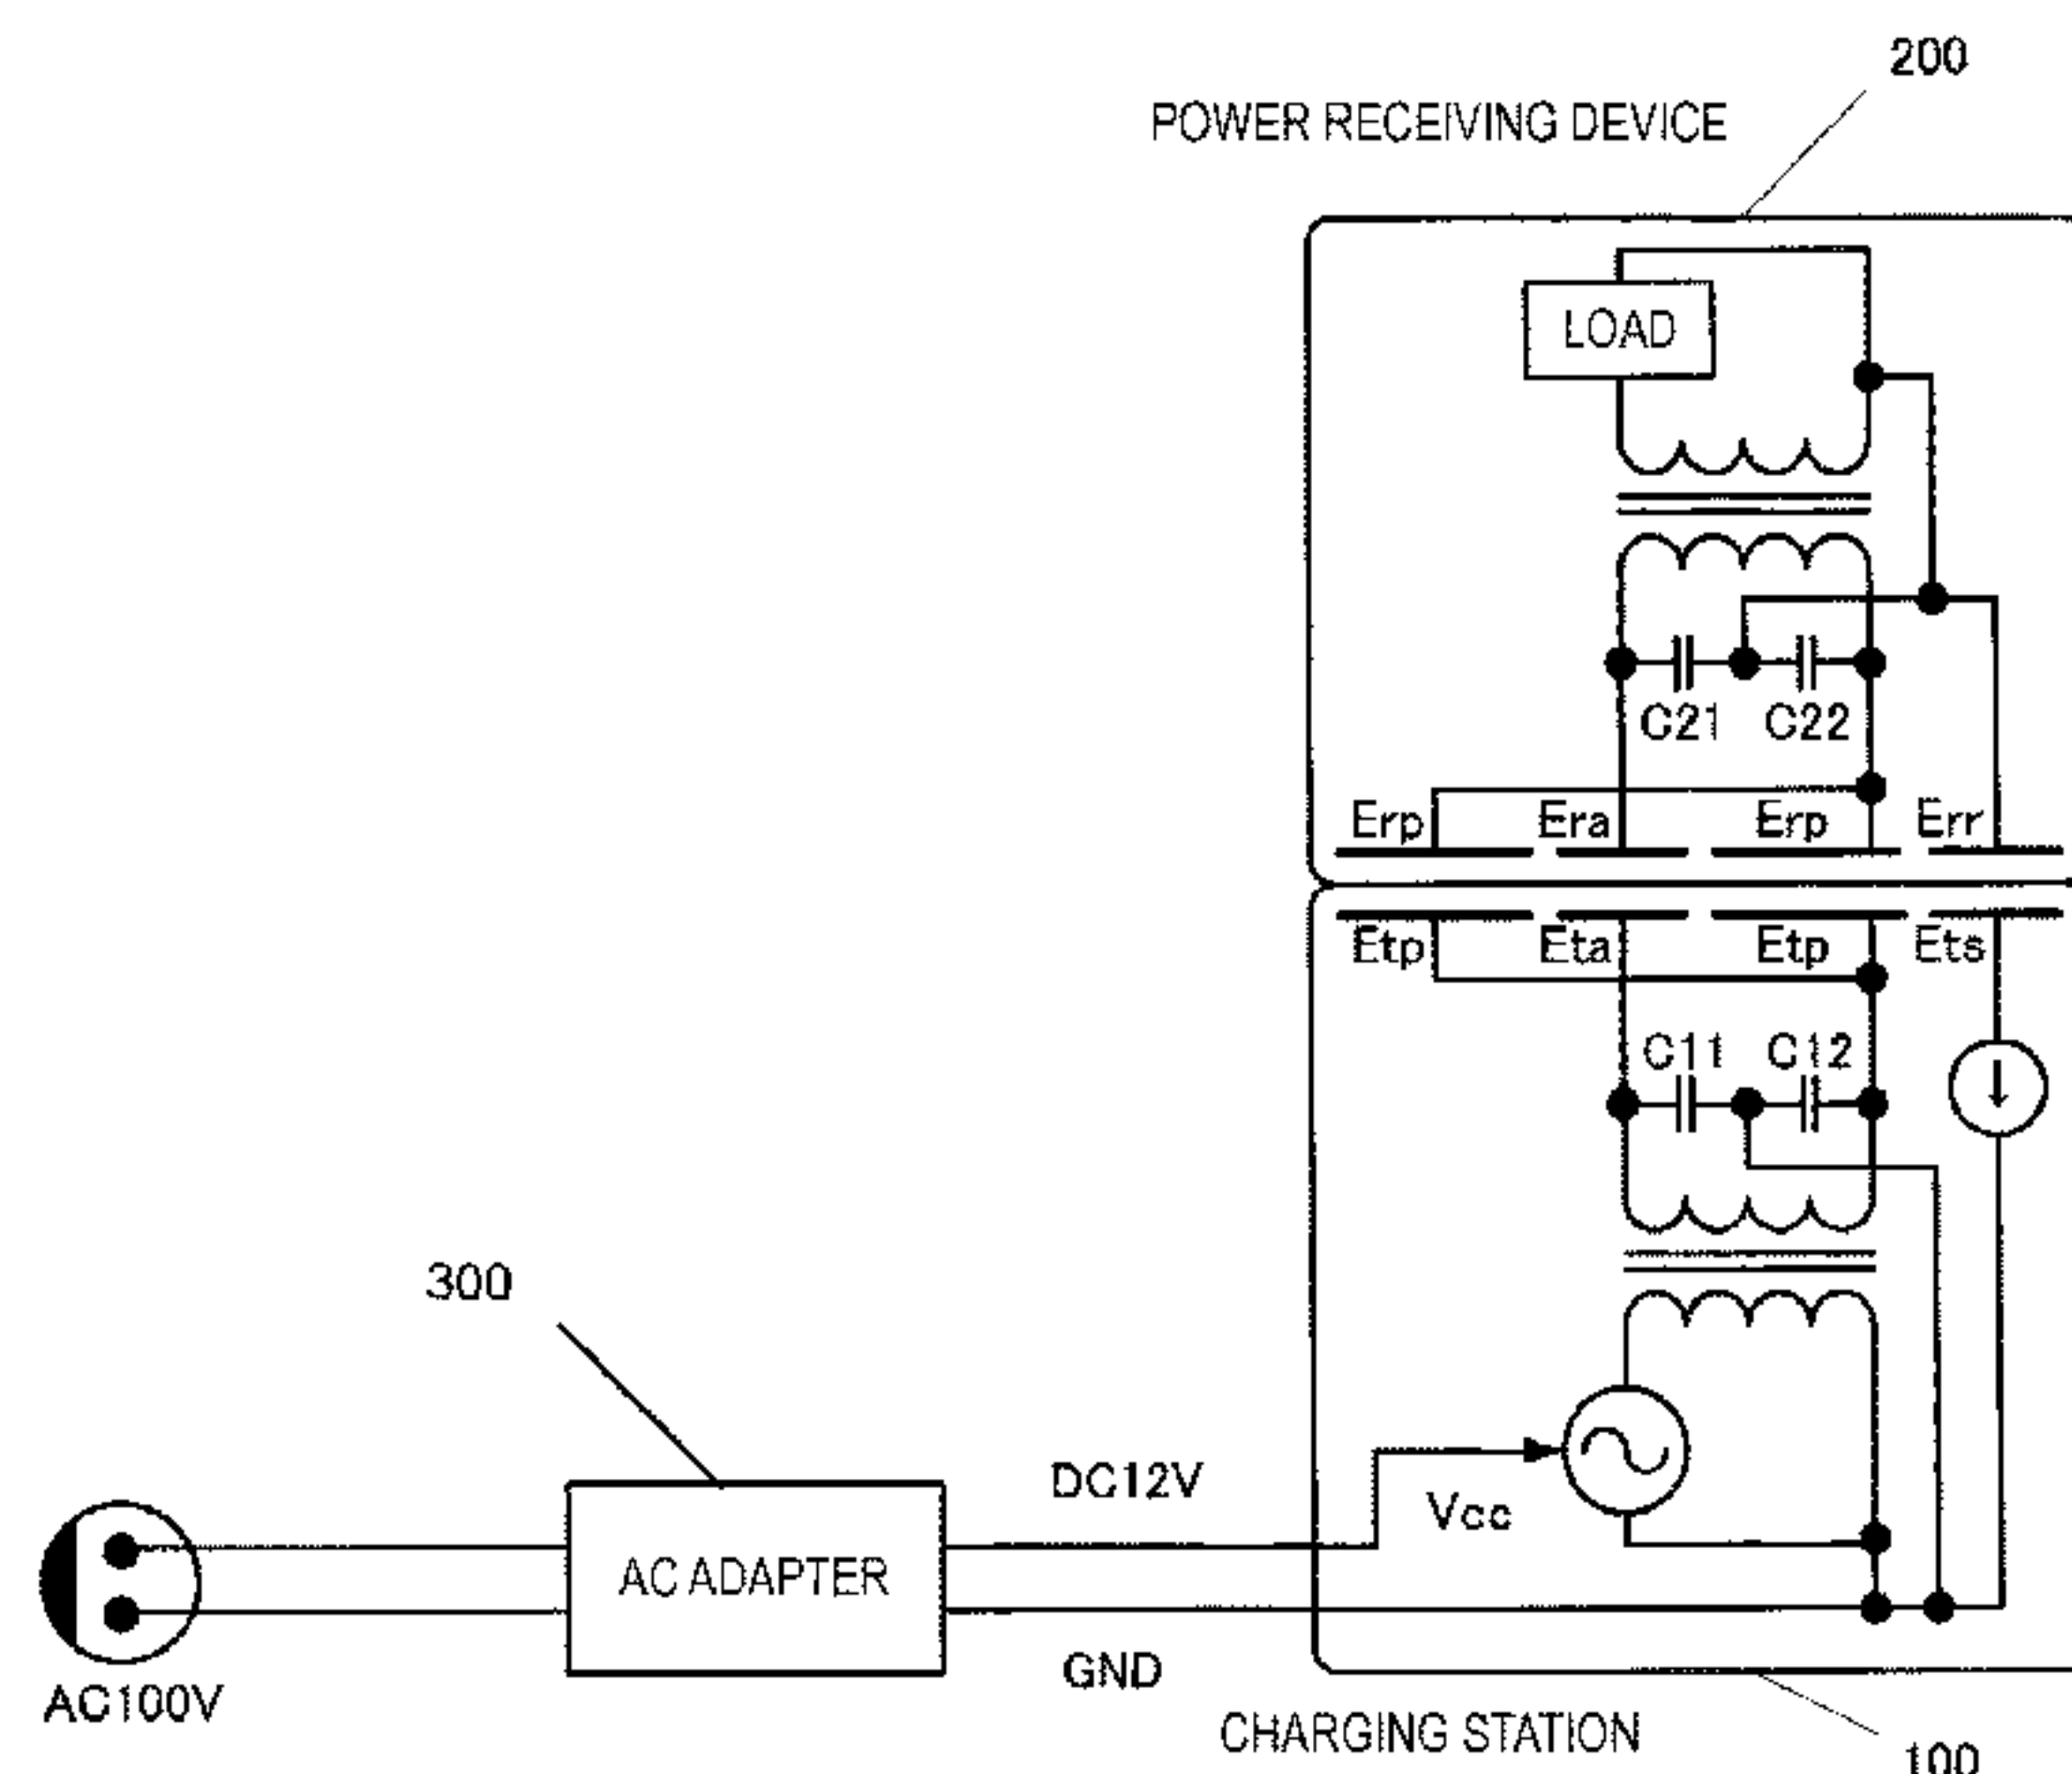 200
POWER RECEIVING DEVICE
LOAD
C21 C22
Erp Era Erp Err
Etp Eta Etp Ets
C11 C12
300
DC12V
Vcc
AC ADAPTER
GND
AC100V
CHARGING STATION
100